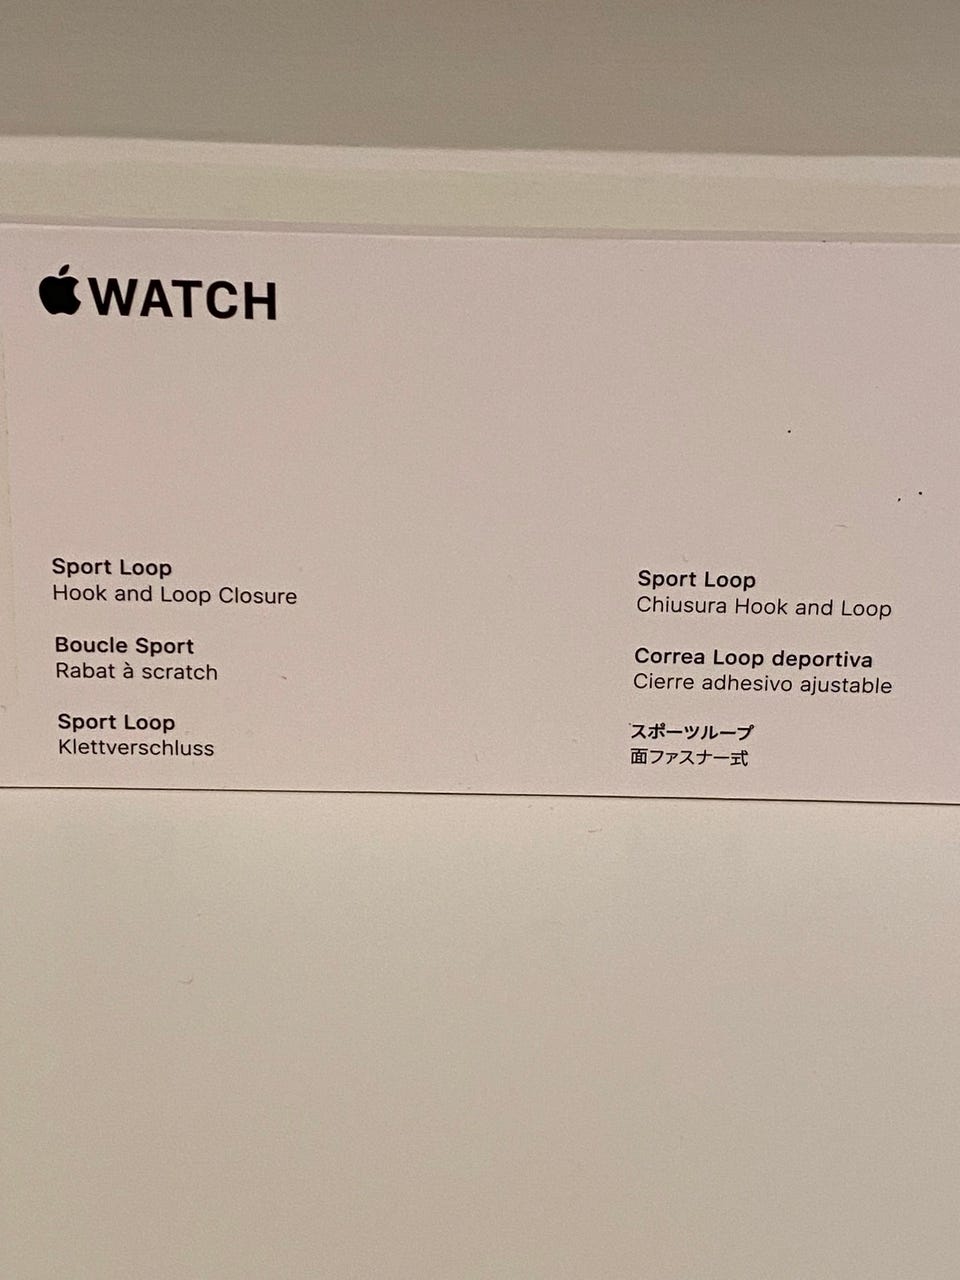 WATCH
Sport Loop
Hook and Loop Closure
Boucle Sport
Rabat à scratch
Sport Loop
Klettverschluss
Sport Loop
Chiusura Hook and Loop
Correa Loop deportiva
Cierre adhesivo ajustable
スポーツループ
面ファスナー式